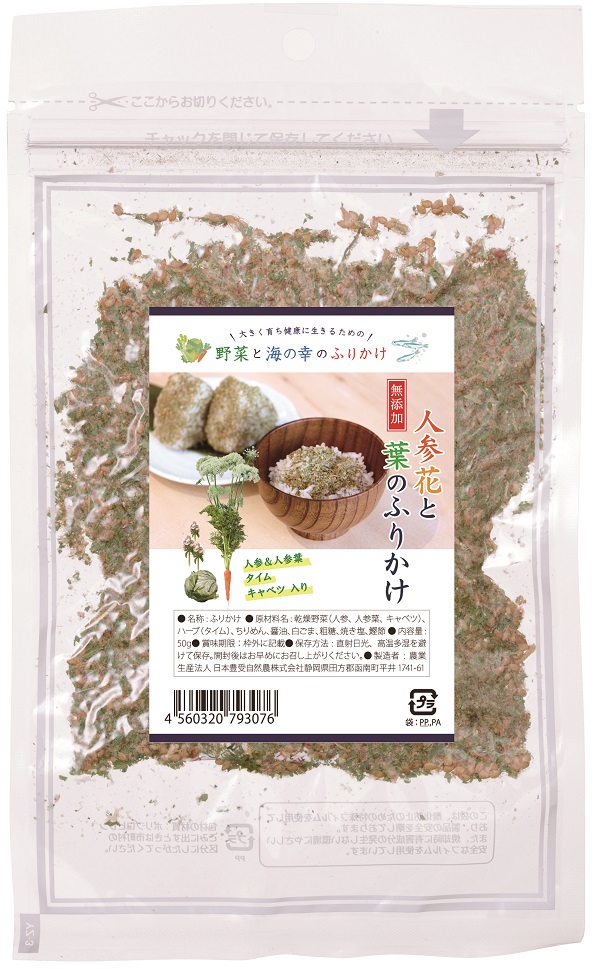 ここからお切りください。
チャックを閉じて保存してください
\ 大きく育ち健康に生きるための /
野菜と海の幸のふりかけ
無添加
人参花と
葉のふりかけ
人参&人参葉
タイム
キャベツ 入り
●名称:ふりかけ ●原材料名:乾燥野菜(人参、人参葉、キャベツ)、
ハーブ(タイム)、ちりめん、醤油、白ごま、粗糖、焼き塩、鰹節 ●内容量:
50g●賞味期限:枠外に記載●保存方法:直射日光、高温多湿を避
けて保存。開封後はお早めにお召し上がりください。●製造者:農業
生産法人 日本豊受自然農株式会社静岡県田方郡函南町平井 1741-61
4 560320 793076
プラ
袋:PP,PA
PP
YZ-3